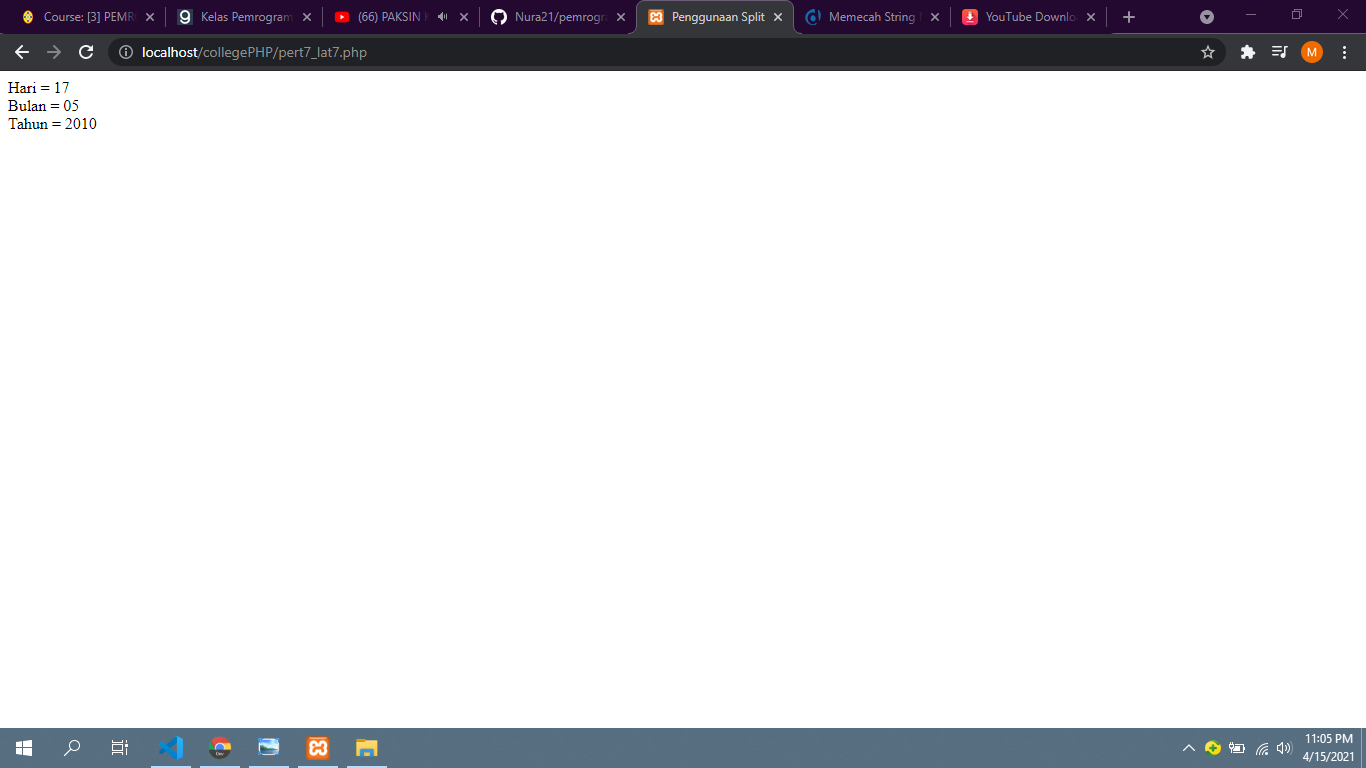 Course: [3] PEMR
Kelas Pemrogram
(66) PAKSIN
Nura21/pemrogra
Penggunaan Split
Memecah String
YouTube Downlo
localhost/collegePHP/pert7_lat7.php
M
Hari = 17
Bulan = 05
Tahun = 2010
11:05 PM
4/15/2021